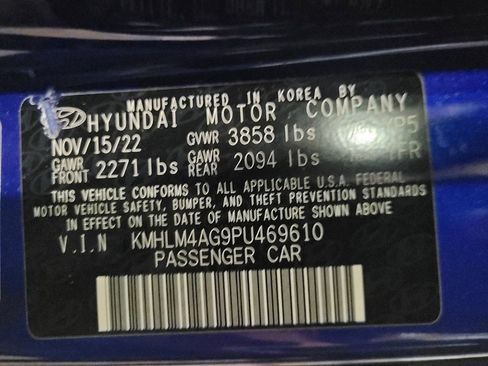 MANUFACTURED IN KOREA BY
HYUNDAI MOTOR COMPANY
NOV/15/22 GVWR 3858 lbs
GAWR FRONT 2271 lbs GAWR REAR 2094 lbs
THIS VEHICLE CONFORMS TO ALL APPLICABLE U.S.A. FEDERAL
MOTOR VEHICLE SAFETY, BUMPER, AND THEFT PREVENTION STANDARDS
IN EFFECT ON THE DATE OF MANUFACTURE SHOWN ABOVE
V.I.N KMHLM4AG9PU469610
PASSENGER CAR